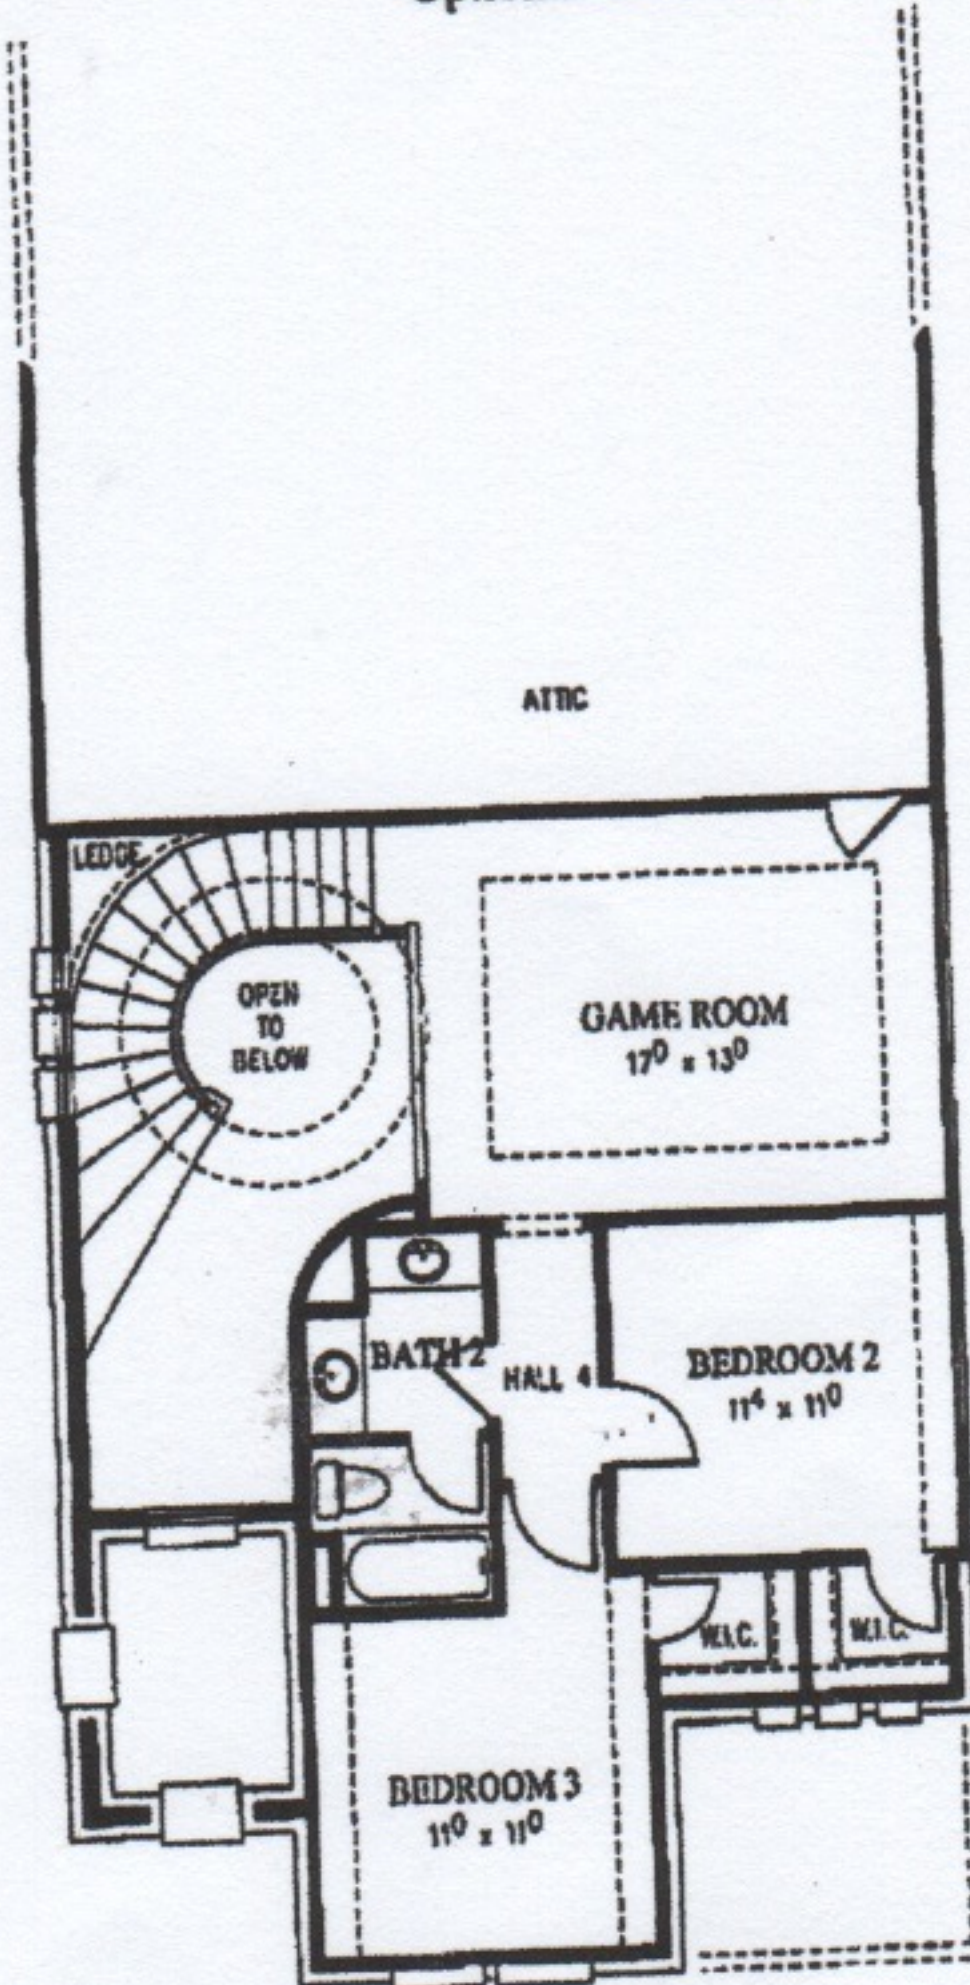 ATTIC
LEDGE
OPEN
TO
BELOW
GAME ROOM
17⁰ x 13⁰
BATH 2
HALL 4
BEDROOM 2
11⁴ x 11⁰
W.I.C.
W.I.C.
BEDROOM 3
11⁰ x 11⁰